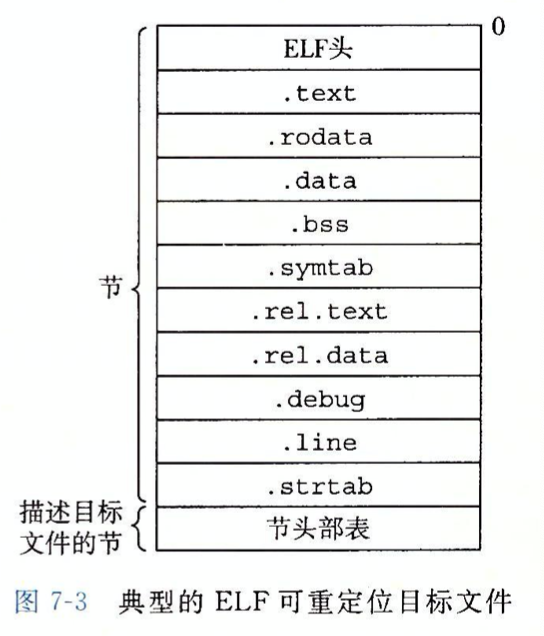 0
ELF头
.text
.rodata
.data
.bss
.symtab
.rel.text
.rel.data
.debug
.line
.strtab
节头部表
节
描述目标
文件的节
图 7-3 典型的 ELF 可重定位目标文件